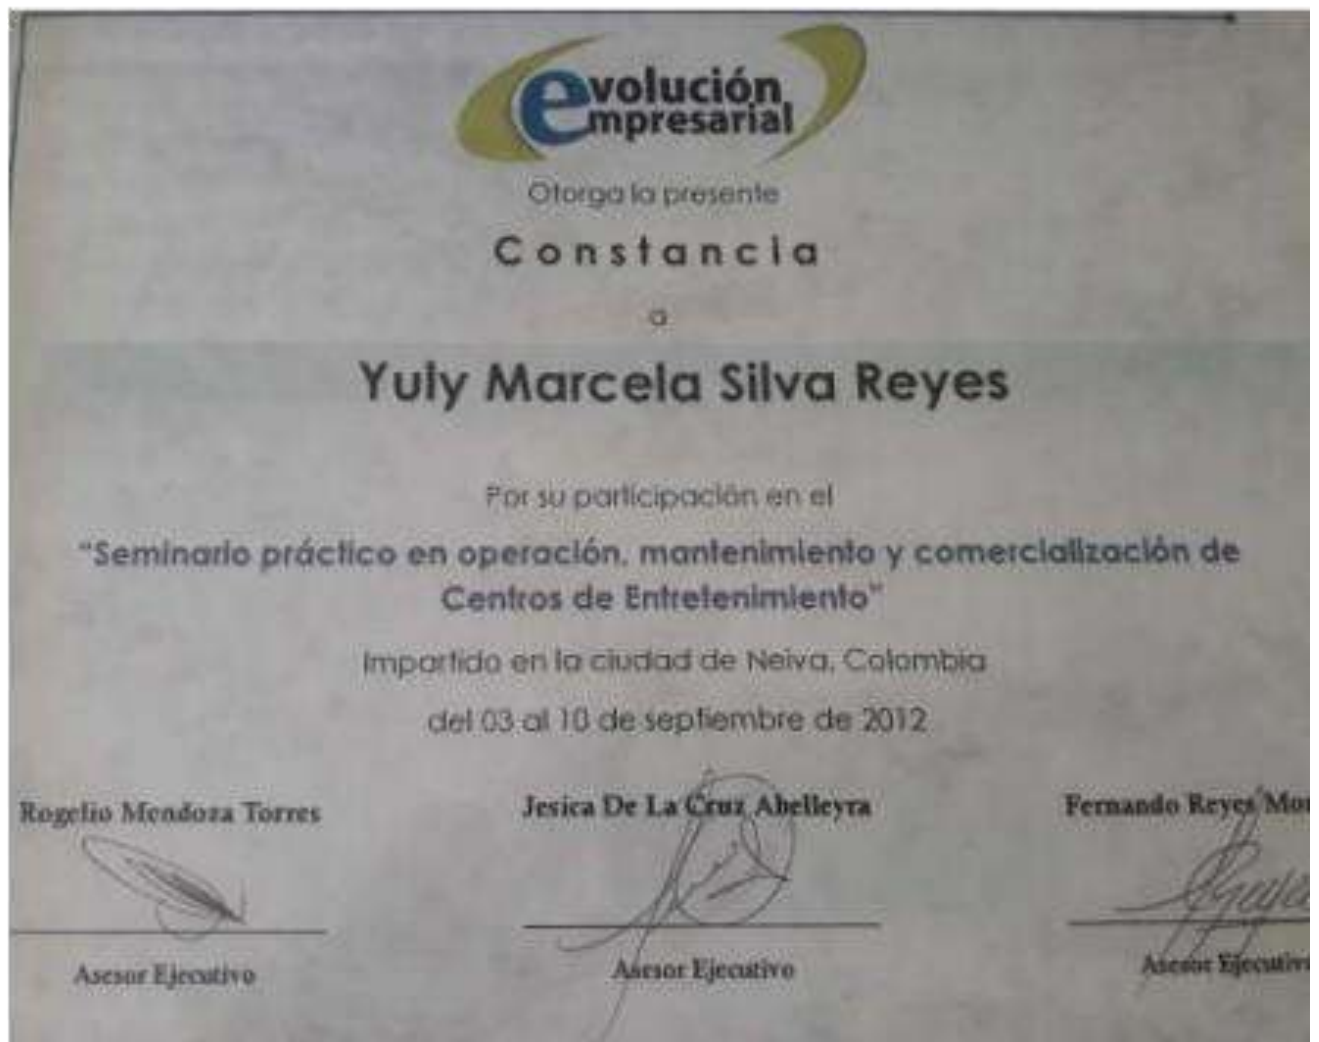 evolución
empresarial
Otorga la presente
Constancia
a
Yuly Marcela Silva Reyes
Por su participación en el
"Seminario práctico en operación, mantenimiento y comercialización de
Centros de Entretenimiento"
Impartido en la ciudad de Neiva, Colombia
del 03 al 10 de septiembre de 2012
Rogelio Mendoza Torres
Jesica De La Cruz Abelleyra
Fernando Reyes
Asesor Ejecutivo
Asesor Ejecutivo
Asesor Ejecutivo